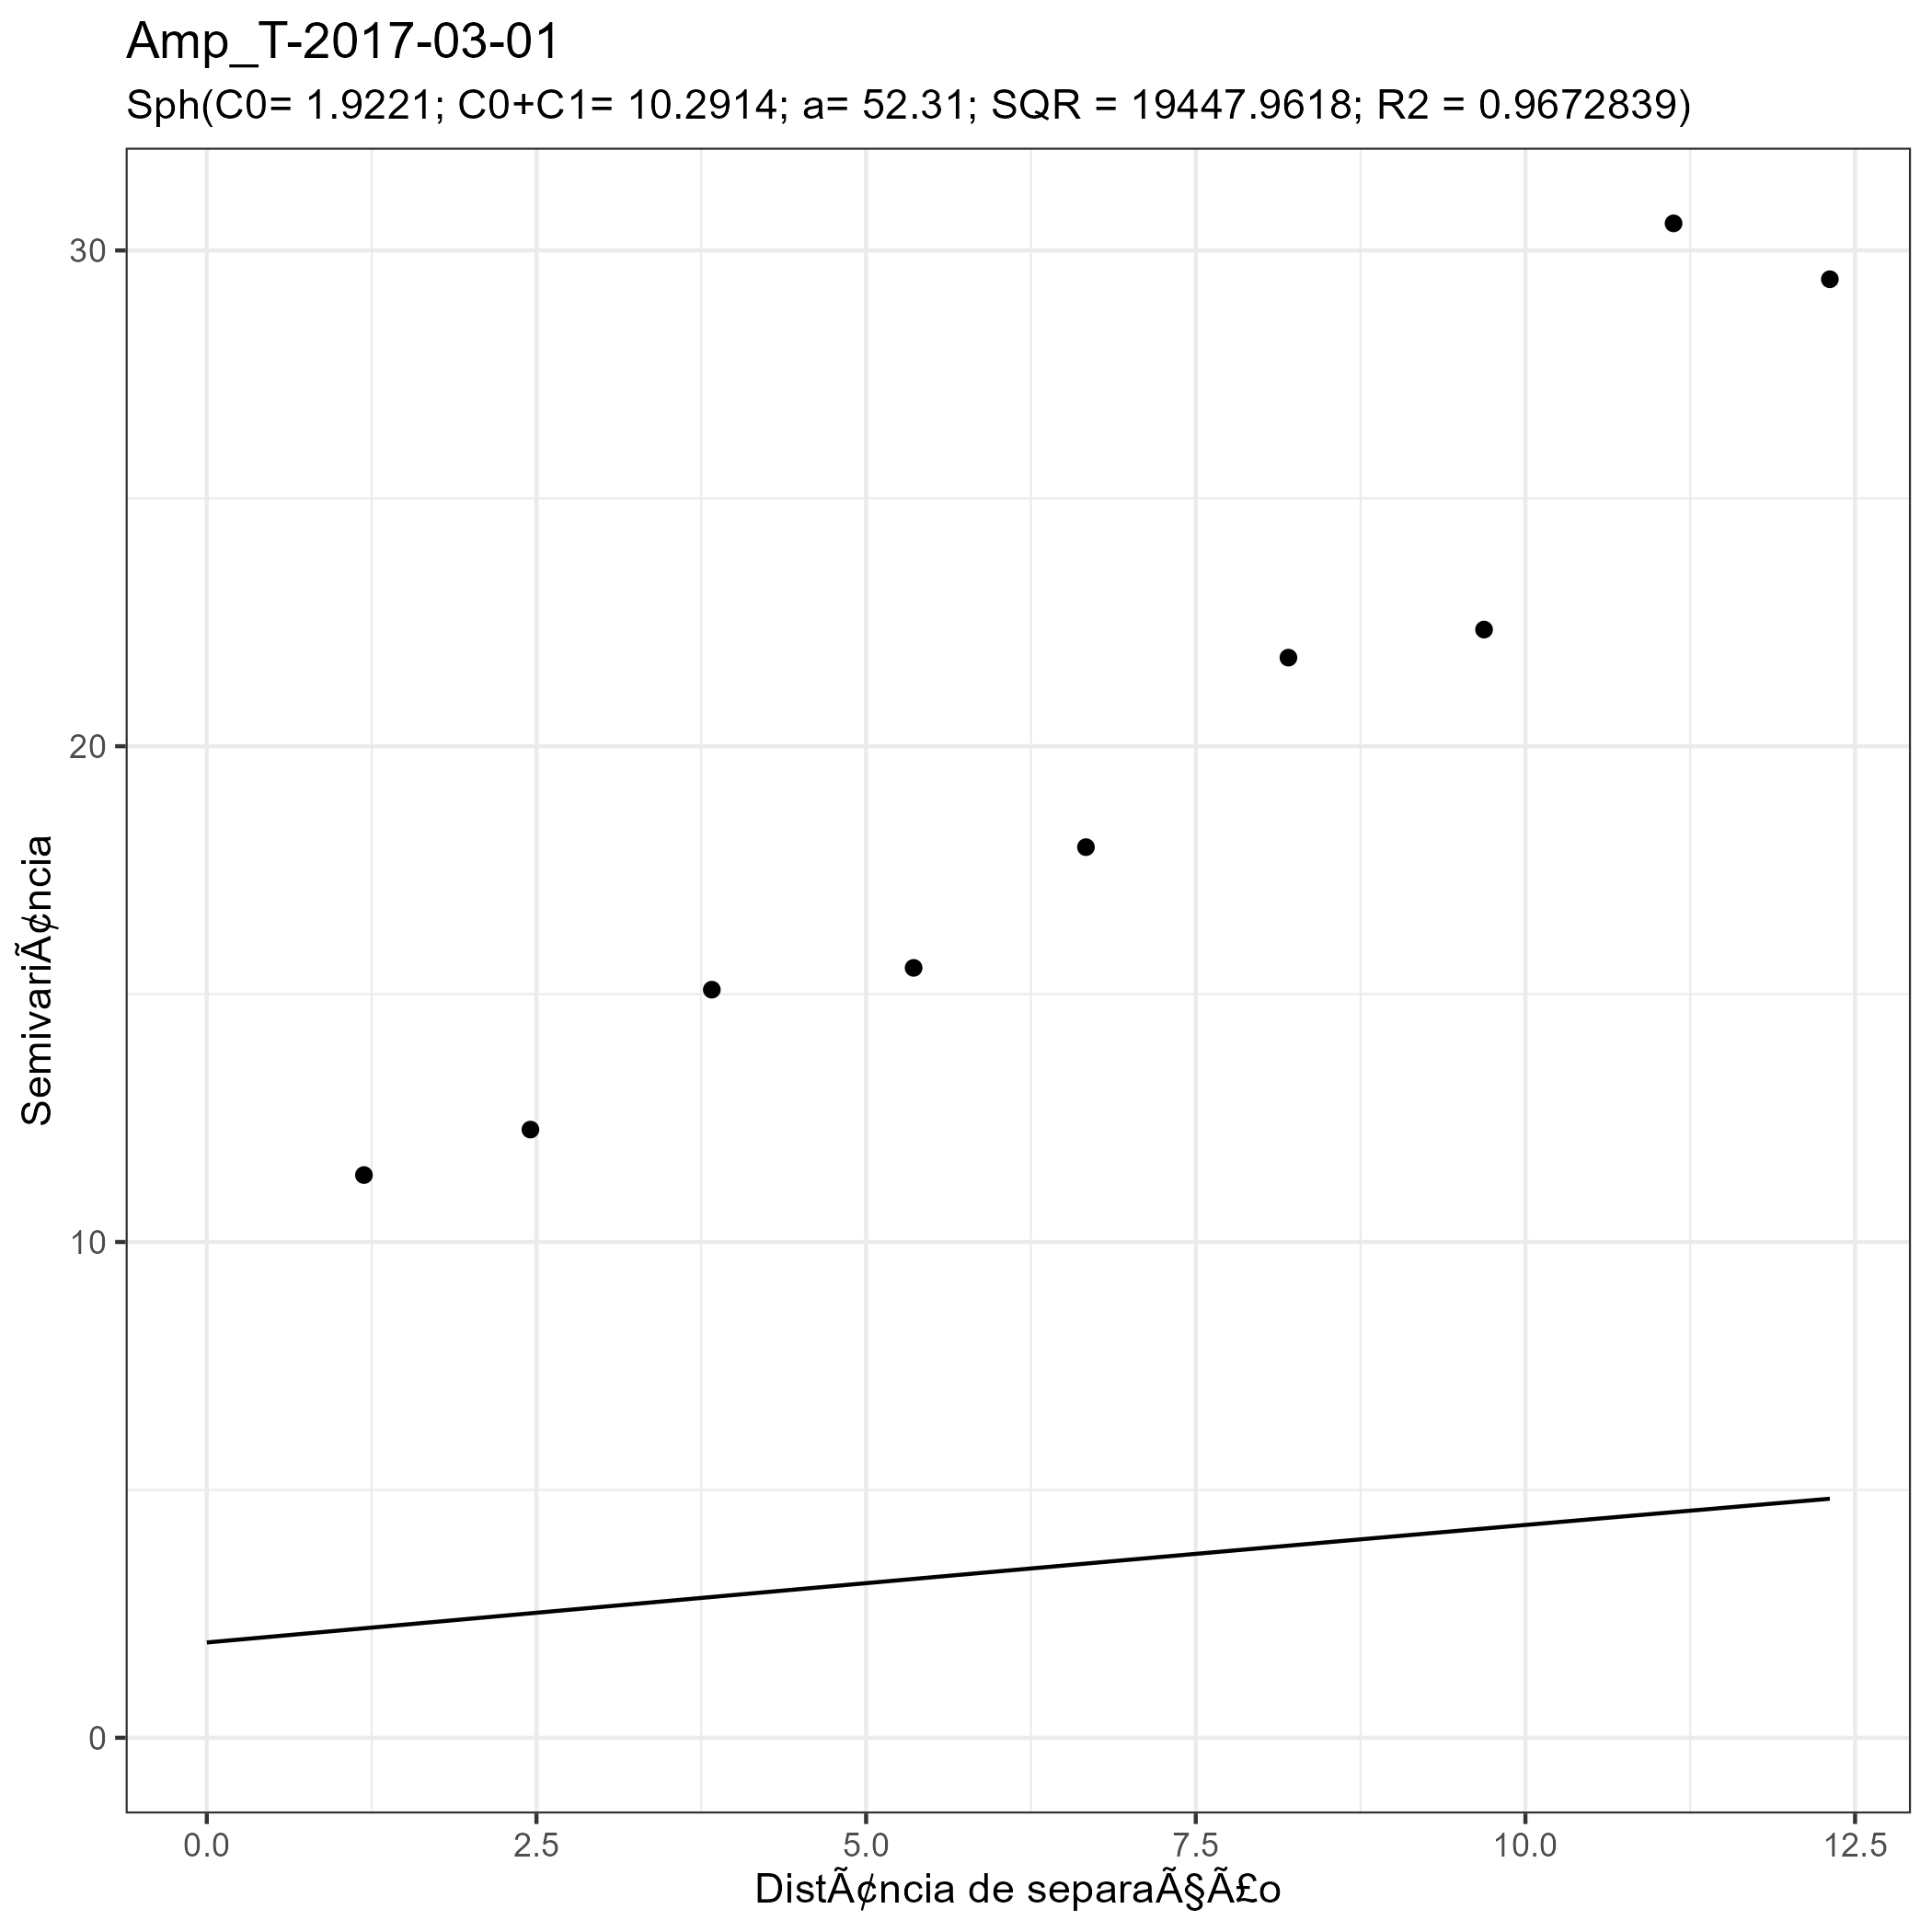 Amp_T-2017-03-01
Sph(C0= 1.9221; C0+C1= 10.2914; a= 52.31; SQR = 19447.9618; R2 = 0.9672839)
30
20
10
0
SemivariÃ¢ncia
0.0 2.5 5.0 7.5 10.0 12.5
DistÃ¢ncia de separaÃ§Ã£o